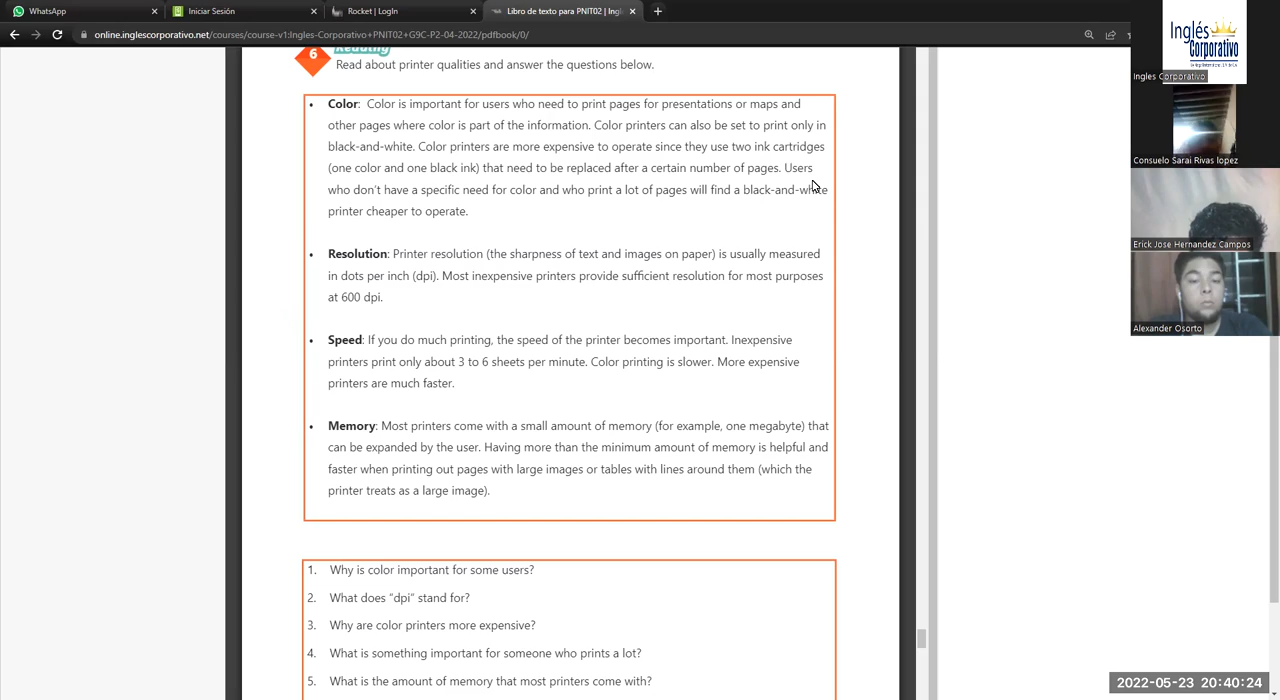 WhatsApp
Iniciar Sesión
Rocket | LogIn
Libro de texto para PNIT02 | Ingl
online.inglescorporativo.net/courses/course-v1:Ingles-Corporativo+PNIT02+G9C-P2-04-2022/pdfbook/0/
6 Reading
Read about printer qualities and answer the questions below.
• Color: Color is important for users who need to print pages for presentations or maps and
other pages where color is part of the information. Color printers can also be set to print only in
black-and-white. Color printers are more expensive to operate since they use two ink cartridges
(one color and one black ink) that need to be replaced after a certain number of pages. Users
who don't have a specific need for color and who print a lot of pages will find a black-and-white
printer cheaper to operate.
• Resolution: Printer resolution (the sharpness of text and images on paper) is usually measured
in dots per inch (dpi). Most inexpensive printers provide sufficient resolution for most purposes
at 600 dpi.
• Speed: If you do much printing, the speed of the printer becomes important. Inexpensive
printers print only about 3 to 6 sheets per minute. Color printing is slower. More expensive
printers are much faster.
• Memory: Most printers come with a small amount of memory (for example, one megabyte) that
can be expanded by the user. Having more than the minimum amount of memory is helpful and
faster when printing out pages with large images or tables with lines around them (which the
printer treats as a large image).
1. Why is color important for some users?
2. What does "dpi" stand for?
3. Why are color printers more expensive?
4. What is something important for someone who prints a lot?
5. What is the amount of memory that most printers come with?
Inglés
Corporativo
Ingles Corporativo
Consuelo Sarai Rivas lopez
Erick Jose Hernandez Campos
Alexander Osorto
2022-05-23 20:40:24